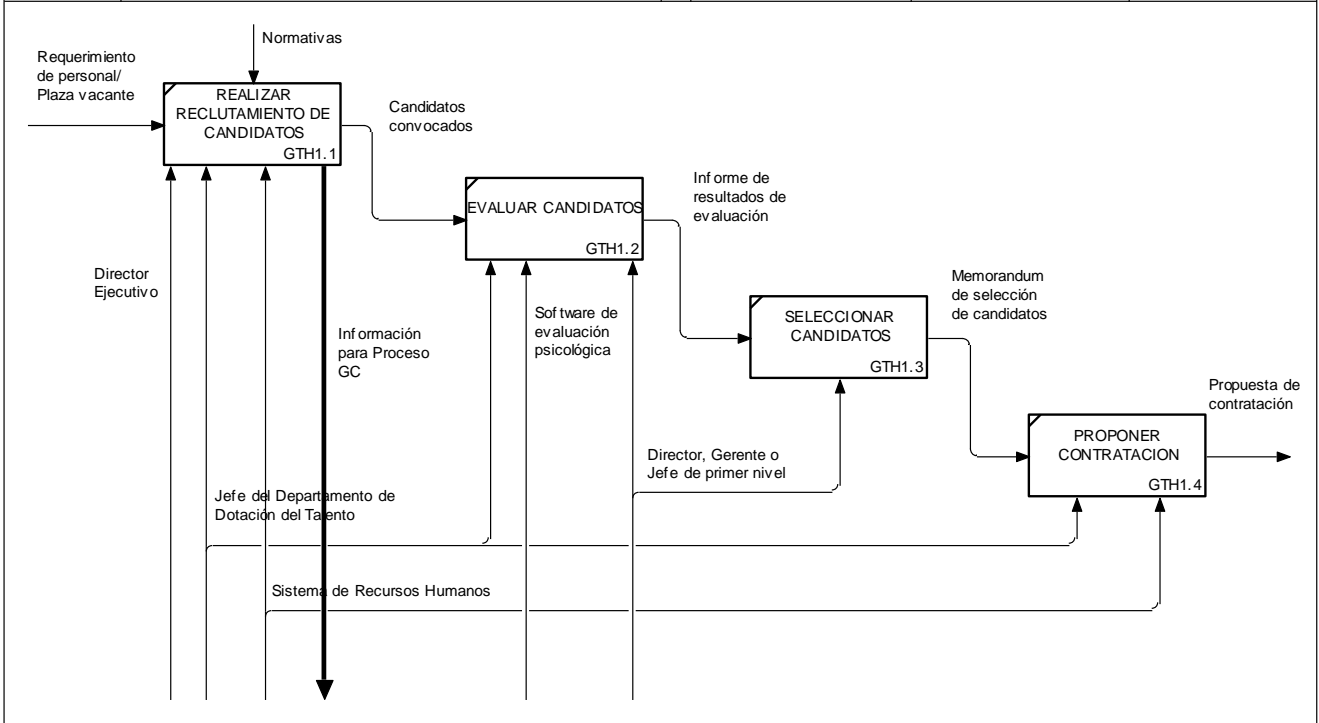 Normativas
Requerimiento
de personal/
Plaza vacante
REALIZAR
RECLUTAMIENTO DE
CANDIDATOS
GTH1.1
Candidatos
convocados
EVALUAR CANDIDATOS
GTH1.2
Informe de
resultados de
evaluación
Director
Ejecutivo
Información
para Proceso
GC
Software de
evaluación
psicológica
Memorandum
de selección
de candidatos
SELECCIONAR
CANDIDATOS
GTH1.3
Propuesta de
contratación
PROPONER
CONTRATACION
GTH1.4
Director, Gerente o
Jefe de primer nivel
Jefe del Departamento de
Dotación del Talento
Sistema de Recursos Humanos